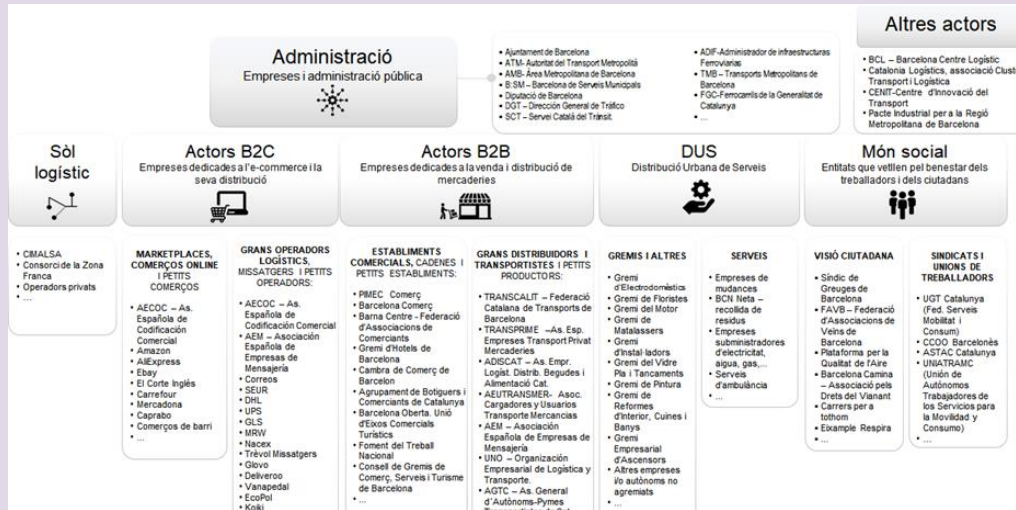 Administració
Empreses i administració pública
• Ajuntament de Barcelona
• ATM- Autoritat del Transport Metropolità
• AMB- Área Metropolitana de Barcelona
• B:SM – Barcelona de Serveis Municipals
• Diputació de Barcelona
• DGT – Dirección General de Tráfico
• SCT – Servei Català del Trànsit.
• ADIF-Administrador de infraestructuras
Ferroviarias
• TMB – Transports Metropolitans de
Barcelona
• FGC-Ferrocarrils de la Generalitat de
Catalunya
• ...
Altres actors
• BCL – Barcelona Centre Logístic
• Catalonia Logístics, associació Cluste
Transport i Logística
• CENIT-Centre d'Innovació del
Transport
• Pacte Industrial per a la Regió
Metropolitana de Barcelona
Sòl
logístic
• CIMALSA
• Consorci de la Zona
Franca
• Operadors privats
• ...
Actors B2C
Empreses dedicades a l'e-commerce i la
seva distribució
MARKETPLACES,
COMERÇOS ONLINE
I PETITS
COMERÇOS
• AECOC – As.
Española de
Codificación
Comercial
• Amazon
• AliExpress
• Ebay
• El Corte Inglés
• Carrefour
• Mercadona
• Caprabo
• Comerços de barri
• ...
GRANS OPERADORS
LOGÍSTICS,
MISSATGERS I PETITS
OPERADORS:
• AECOC – As.
Española de
Codificación Comercial
• AEM – Asociación
Española de
Empresas de
Mensajería
• Correos
• SEUR
• DHL
• UPS
• GLS
• MRW
• Nacex
• Trèvol Missatgers
• Glovo
• Deliveroo
• Vanapedal
• EcoPol
• Koiki
Actors B2B
Empreses dedicades a la venda i distribució de
mercaderies
ESTABLIMENTS
COMERCIALS, CADENES I
PETITS ESTABLIMENTS:
• PIMEC Comerç
• Barcelona Comerç
• Barna Centre - Federació
d'Associacions de
Comerciants
• Gremi d'Hotels de
Barcelona
• Cambra de Comerç de
Barcelon
• Agrupament de Botiguers i
Comerciants de Catalunya
• Barcelona Oberta. Unió
d'Eixos Comercials
Turístics
• Foment del Treball
Nacional
• Consell de Gremis de
Comerç, Serveis i Turisme
de Barcelona
• ...
GRANS DISTRIBUIDORS I
TRANSPORTISTES I PETITS
PRODUCTORS:
• TRANSCALIT – Federació
Catalana de Transports de
Barcelona
• TRANSPRIME –As. Esp.
Empreses Transport Privat
Mercaderies
• ADISCAT – As. Empr.
Logíst. Distrib. Begudes i
Alimentació Cat.
• AEUTRANSMER- Asoc.
Cargadores y Usuarios
Transporte Mercancias
• AEM – Asociación
Española de Empresas de
Mensajería
• UNO – Organización
Empresarial de Logística y
Transporte.
• AGTC – As. General
d´Autònoms-Pymes
DUS
Distribució Urbana de Serveis
GREMIS I ALTRES
• Gremi
d'Electrodomèstics
• Gremi de Floristes
• Gremi del Motor
• Gremi de
Matalassers
• Gremi
d'Instal·ladors
• Gremi del Vidre
Pla i Tancaments
• Gremi de Pintura
• Gremi de
Reformes
d'Interior, Cuines i
Banys
• Gremi
Empresarial
d'Ascensors
• Altres empreses
i/o autònoms no
agremiats
• ...
SERVEIS
• Empreses de
mudances
• BCN Neta –
recollida de
residus
• Empreses
subministradores
d'electricitat,
aigua, gas,...
• Serveis
d'ambulància
• ...
Món social
Entitats que vetllen pel benestar dels
treballadors i dels ciutadans
VISIÓ CIUTADANA
• Síndic de
Greuges de
Barcelona
• FAVB – Federació
d'Associacions de
Veïns de
Barcelona
• Plataforma per la
Qualitat de l'Aire
• Barcelona Camina
– Associació pels
Drets del Vianant
• Carrers per a
tothom
• Eixample Respira
• ...
SINDICATS I
UNIONS DE
TREBALLADORS
• UGT Catalunya
(Fed. Serveis
Mobilitat i
Consum)
• CCOO Barcelonès
• ASTAC Catalunya
• UNIATRAMC
(Unión de
Autónomos
Trabajadores de
los Servicios para
la Movilidad y
Consumo)
• ...